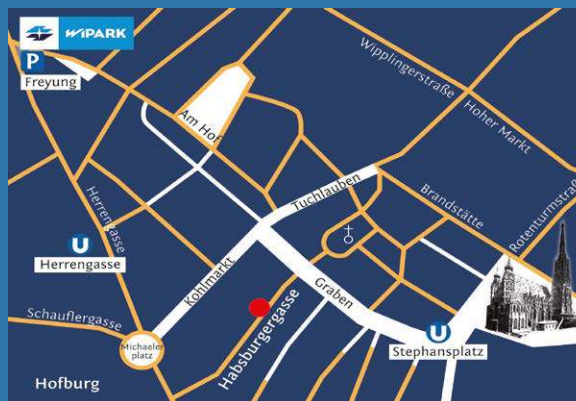 WiPARK
P
Freyung
Wipplingerstraße
Hoher Markt
Am Hof
Tuchlauben
Brandstätte
Rotenturmstraß
Herrengasse
U
Herrengasse
Kohlmarkt
Graben
Habsburgergasse
Schauflergasse
Michaeler
platz
U
Stephansplatz
Hofburg